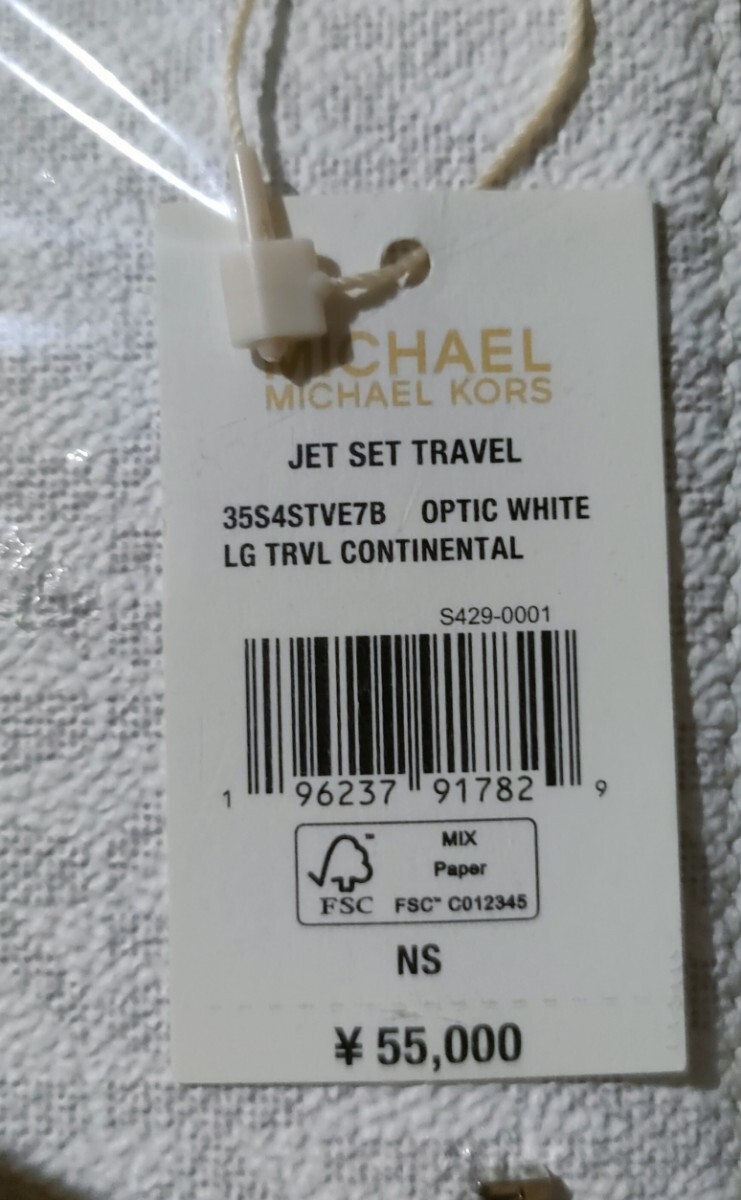 MICHAEL
MICHAEL KORS
JET SET TRAVEL
35S4STVE7B OPTIC WHITE
LG TRVL CONTINENTAL
S429-0001
1 96237 91782 9
MIX
Paper
FSC™ FSC™ C012345
NS
¥ 55,000